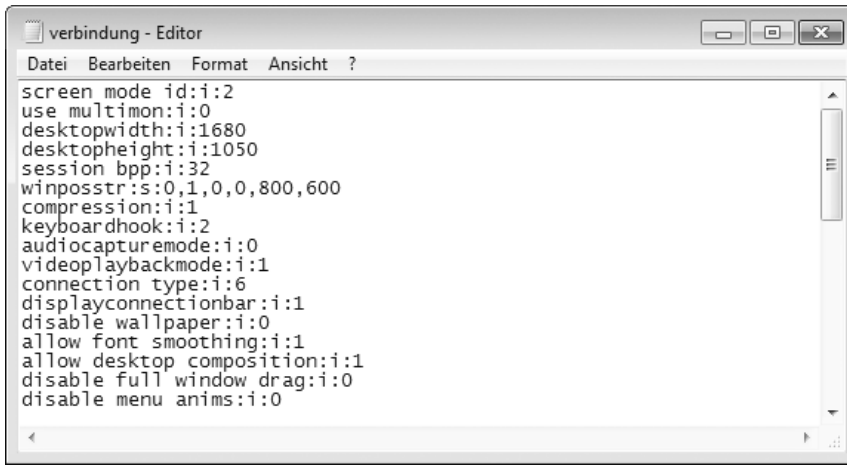 verbindung - Editor
Datei Bearbeiten Format Ansicht ?
screen mode id:i:2
use multimon:i:0
desktopwidth:i:1680
desktopheight:i:1050
session bpp:i:32
winposstr:s:0,1,0,0,800,600
compression:i:1
keyboardhook:i:2
audiocapturemode:i:0
videoplaybackmode:i:1
connection type:i:6
displayconnectionbar:i:1
disable wallpaper:i:0
allow font smoothing:i:1
allow desktop composition:i:1
disable full window drag:i:0
disable menu anims:i:0